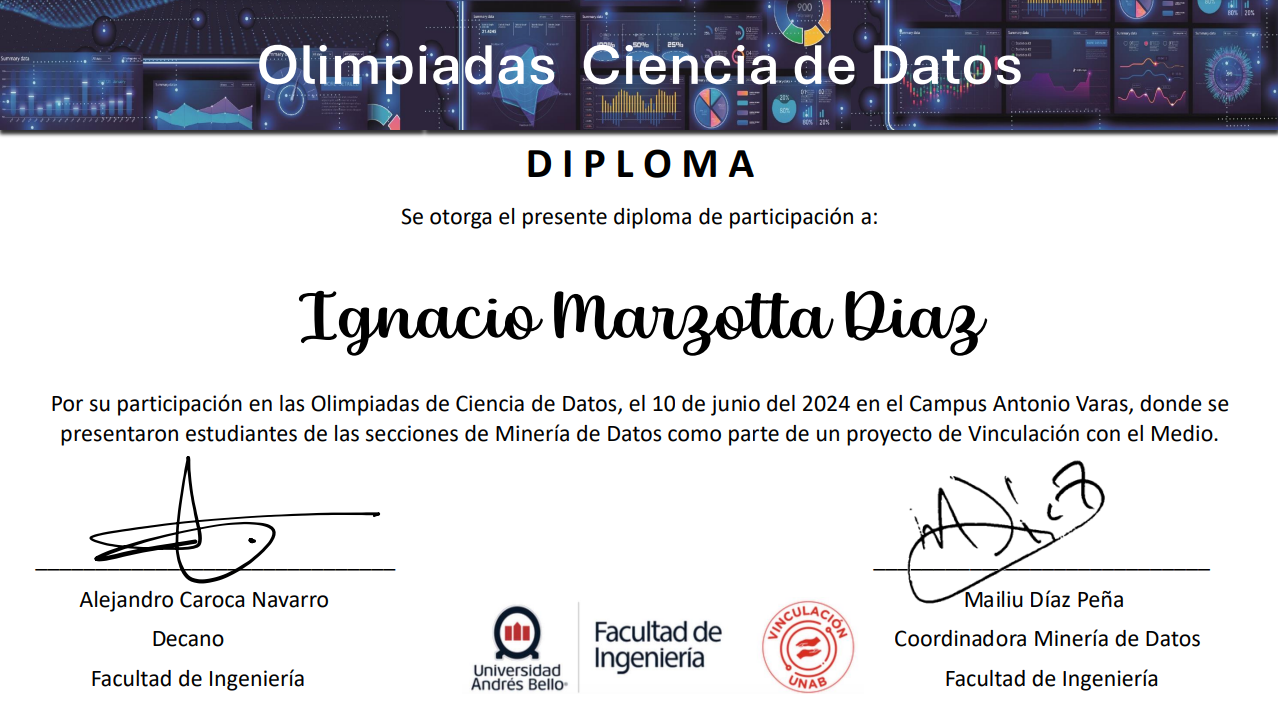 Olimpiadas Ciencia de Datos
DIPLOMA
Se otorga el presente diploma de participación a:
Ignacio Marzotta Diaz
Por su participación en las Olimpiadas de Ciencia de Datos, el 10 de junio del 2024 en el Campus Antonio Varas, donde se
presentaron estudiantes de las secciones de Minería de Datos como parte de un proyecto de Vinculación con el Medio.
Alejandro Caroca Navarro
Decano
Facultad de Ingeniería
Universidad
Andrés Bello
Facultad de
Ingeniería
VINCULACIÓN
UNAB
Mailiu Díaz Peña
Coordinadora Minería de Datos
Facultad de Ingeniería